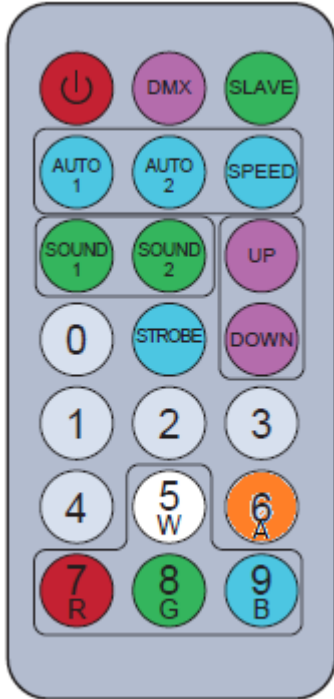 DMX SLAVE
AUTO 1 AUTO 2 SPEED
SOUND 1 SOUND 2 UP
0 STROBE DOWN
1 2 3
4 5 W 6 A
7 R 8 G 9 B